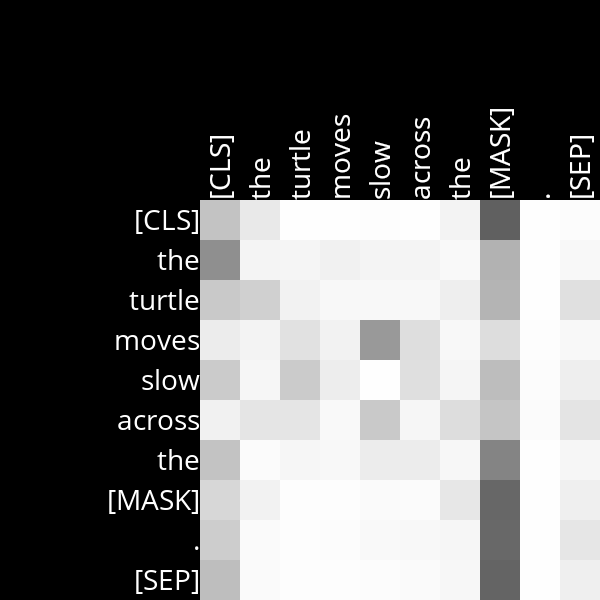 [CLS] the turtle moves slow across the [MASK] . [SEP]
[CLS]
the
turtle
moves
slow
across
the
[MASK]
.
[SEP]